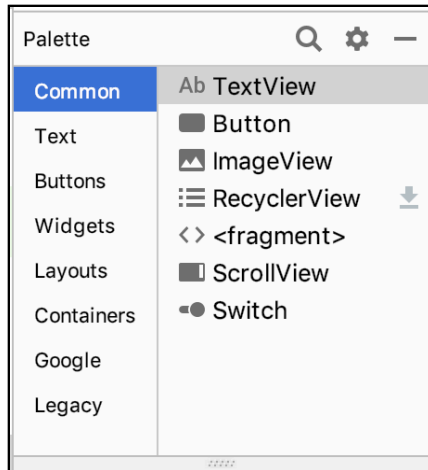 Palette
Common
Text
Buttons
Widgets
Layouts
Containers
Google
Legacy
Ab TextView
Button
ImageView
RecyclerView
<fragment>
ScrollView
Switch